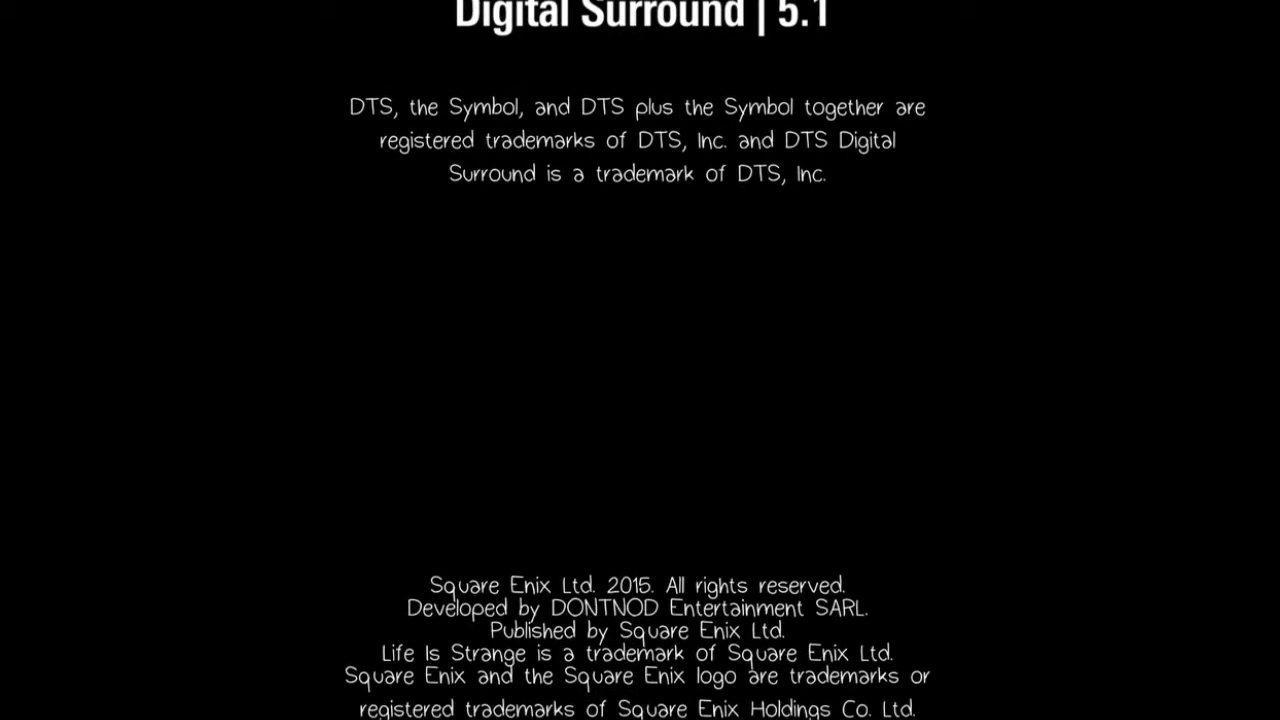 Digital Surround | 5.1
DTS, the Symbol, and DTS plus the Symbol together are
registered trademarks of DTS, Inc. and DTS Digital
Surround is a trademark of DTS, Inc.
Square Enix Ltd. 2015. All rights reserved.
Developed by DONTNOD Entertainment SARL.
Published by Square Enix Ltd.
Life Is Strange is a trademark of Square Enix Ltd.
Square Enix and the Square Enix logo are trademarks or
registered trademarks of Square Enix Holdings Co. Ltd.